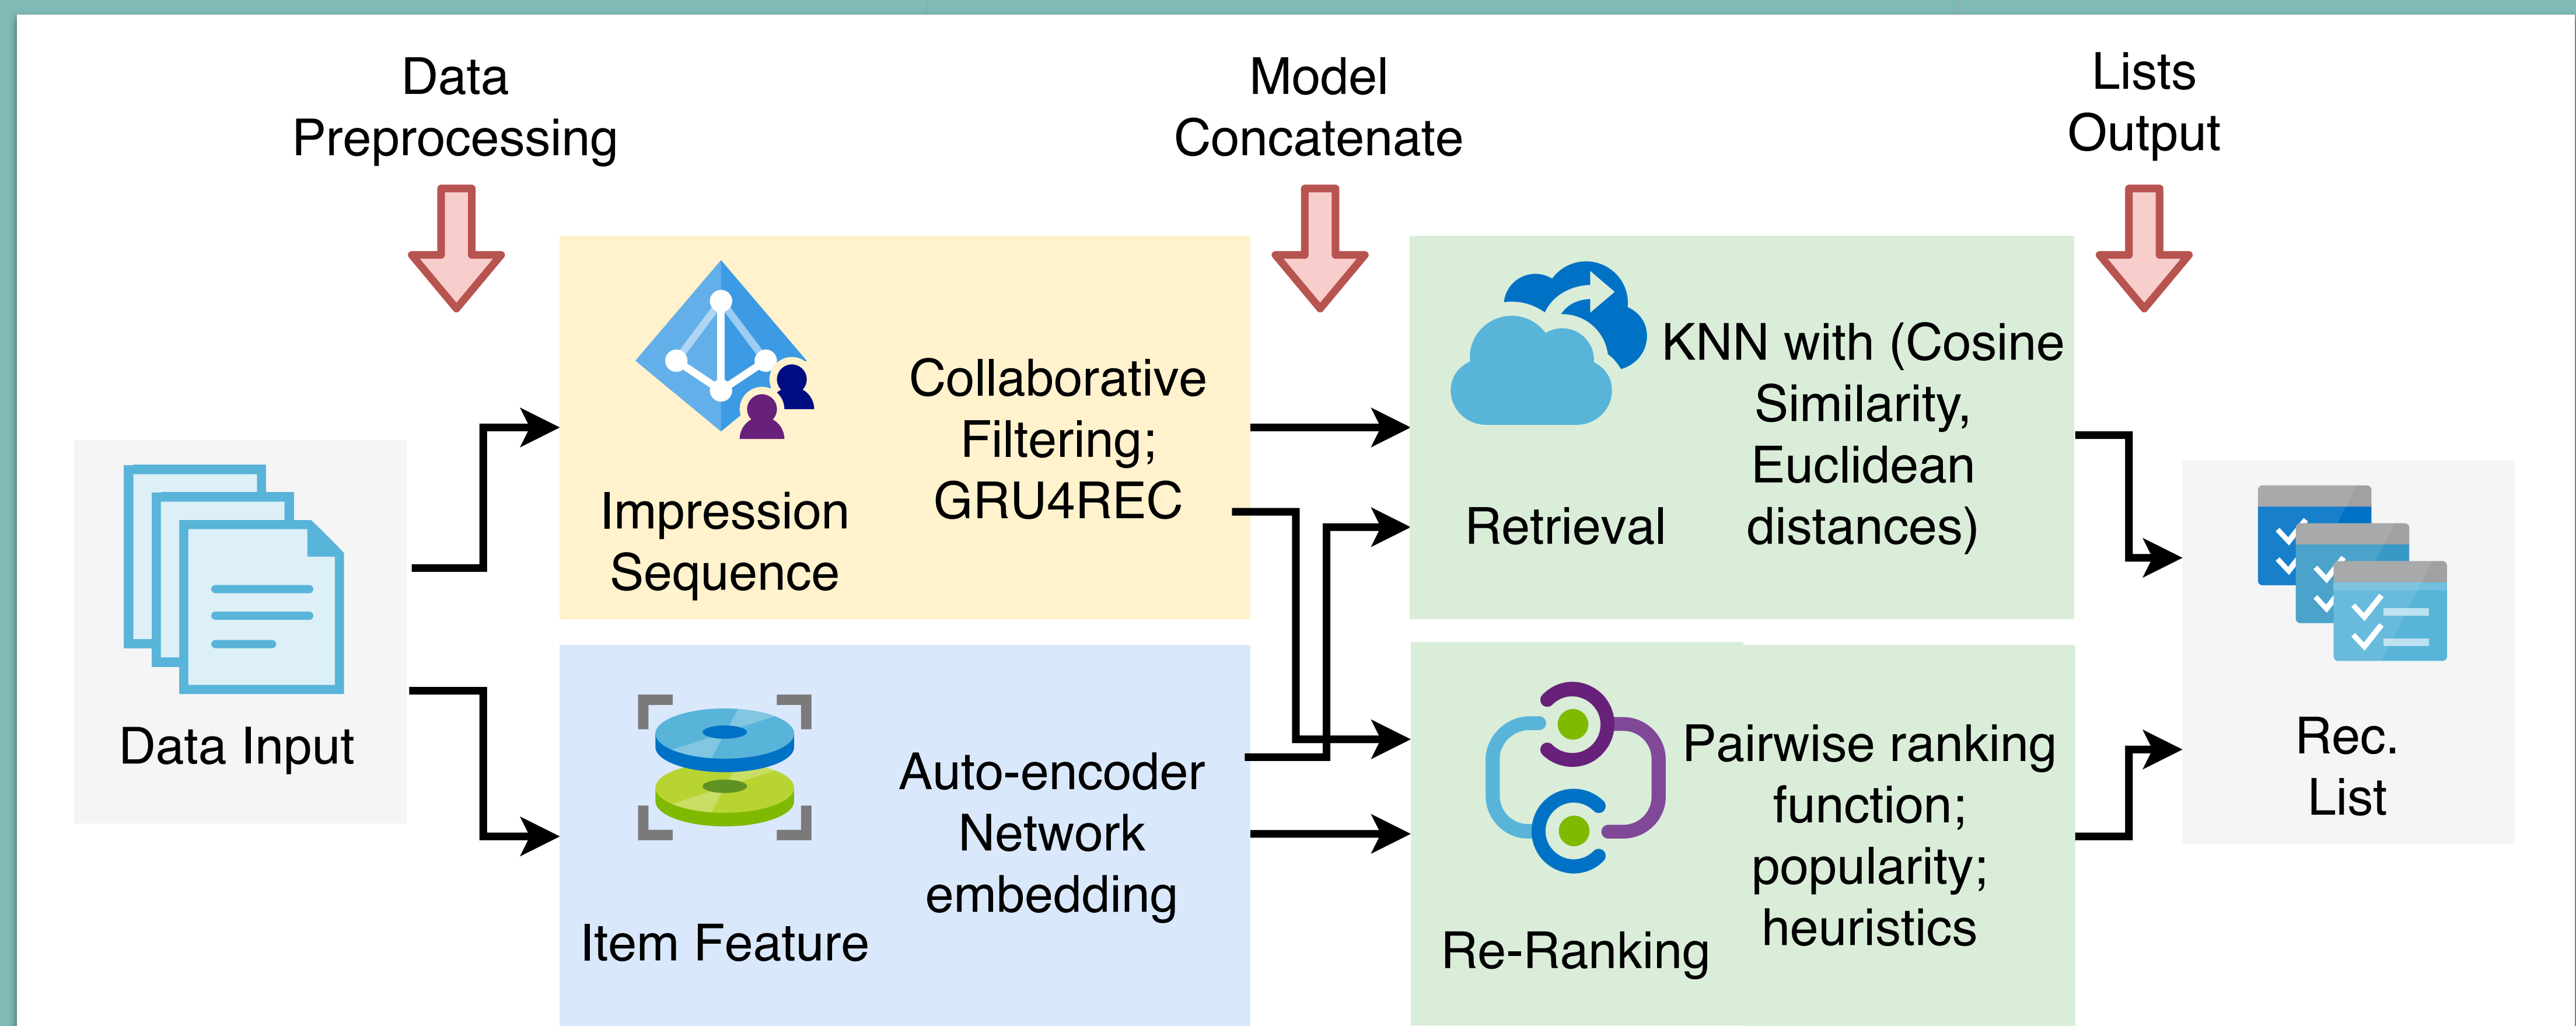 Data
Preprocessing
Model
Concatenate
Lists
Output
Data Input
Impression
Sequence
Collaborative
Filtering;
GRU4REC
Item Feature
Auto-encoder
Network
embedding
Retrieval
KNN with (Cosine
Similarity,
Euclidean
distances)
Re-Ranking
Pairwise ranking
function;
popularity;
heuristics
Rec.
List